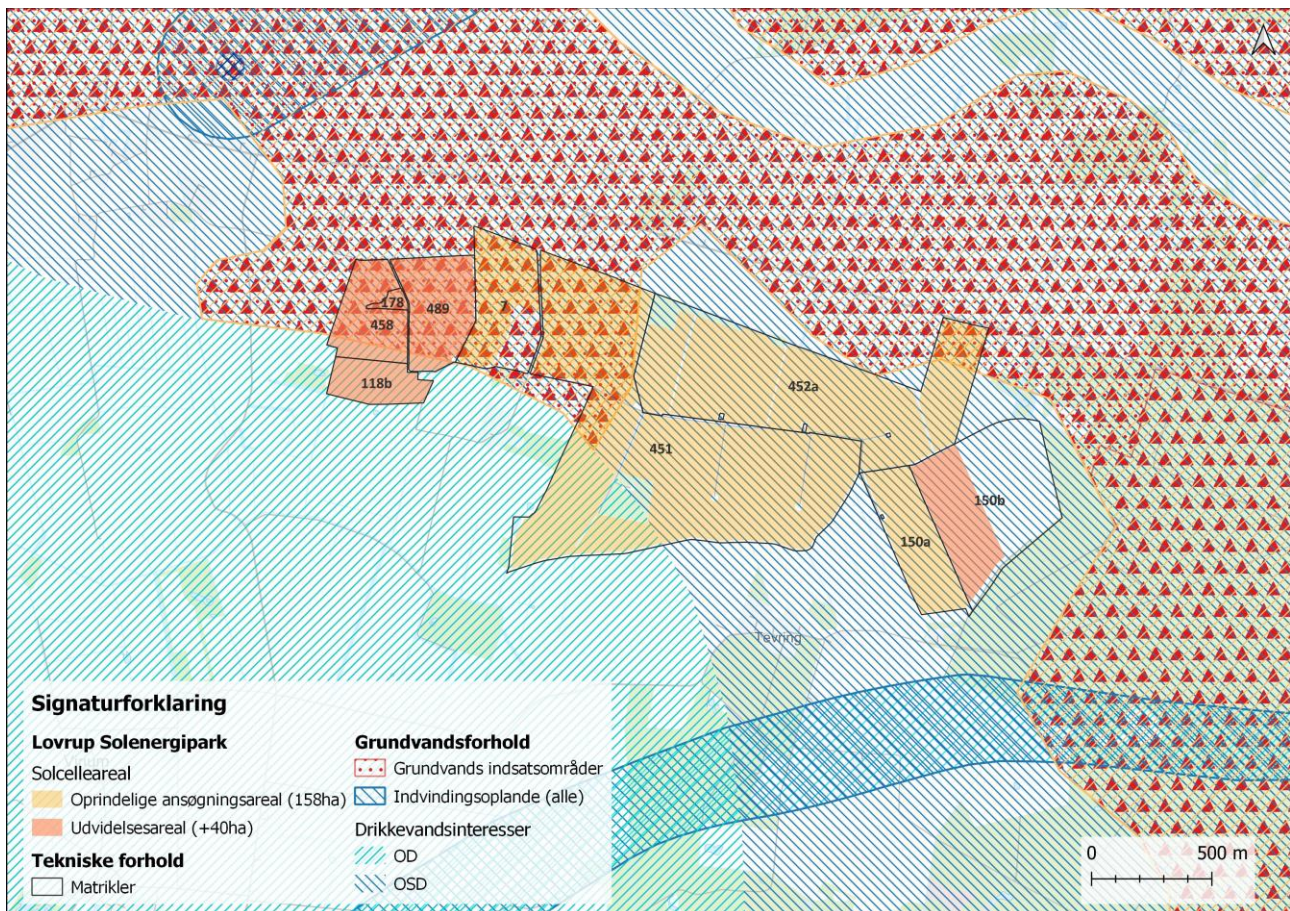 178
489
458
118b
7
452a
451
150b
150a
Tevring
Signaturforklaring
Lovrup Solenergipark
Solcelleareal
Oprindelige ansøgningsareal (158ha)
Udvidelsesareal (+40ha)
Tekniske forhold
Matrikler
Grundvandsforhold
Grundvands indsatsområder
Indvindingsoplande (alle)
Drikkevandsinteresser
OD
OSD
0 500 m